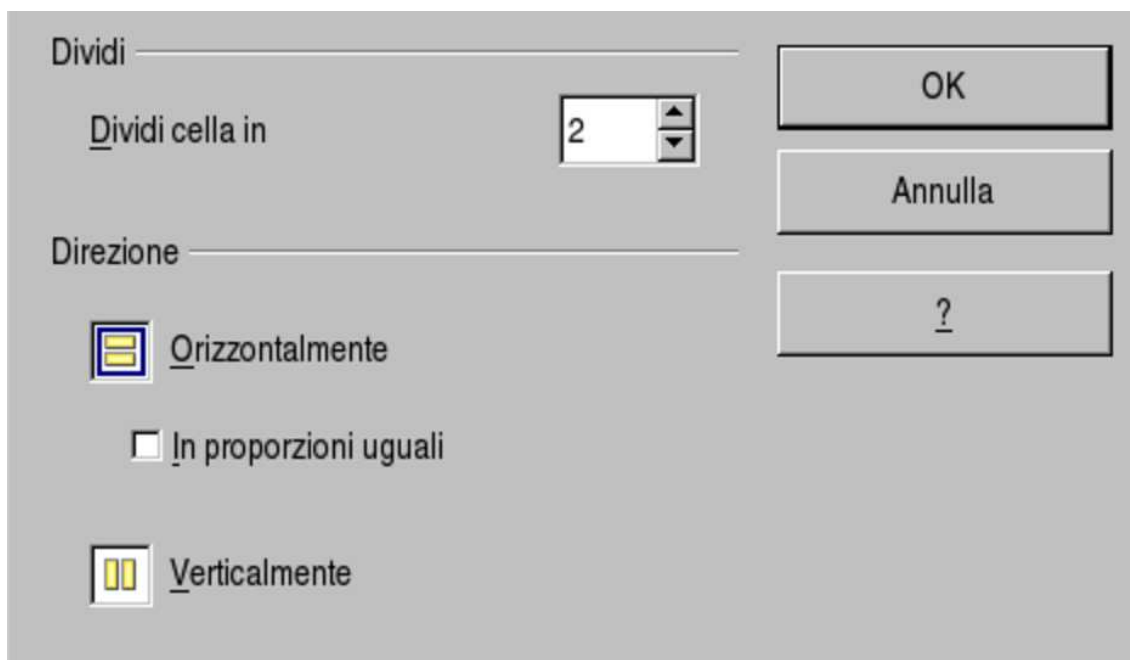 Dividi
Dividi cella in
2
Direzione
Orizzontalmente
In proporzioni uguali
Verticalmente
OK
Annulla
?